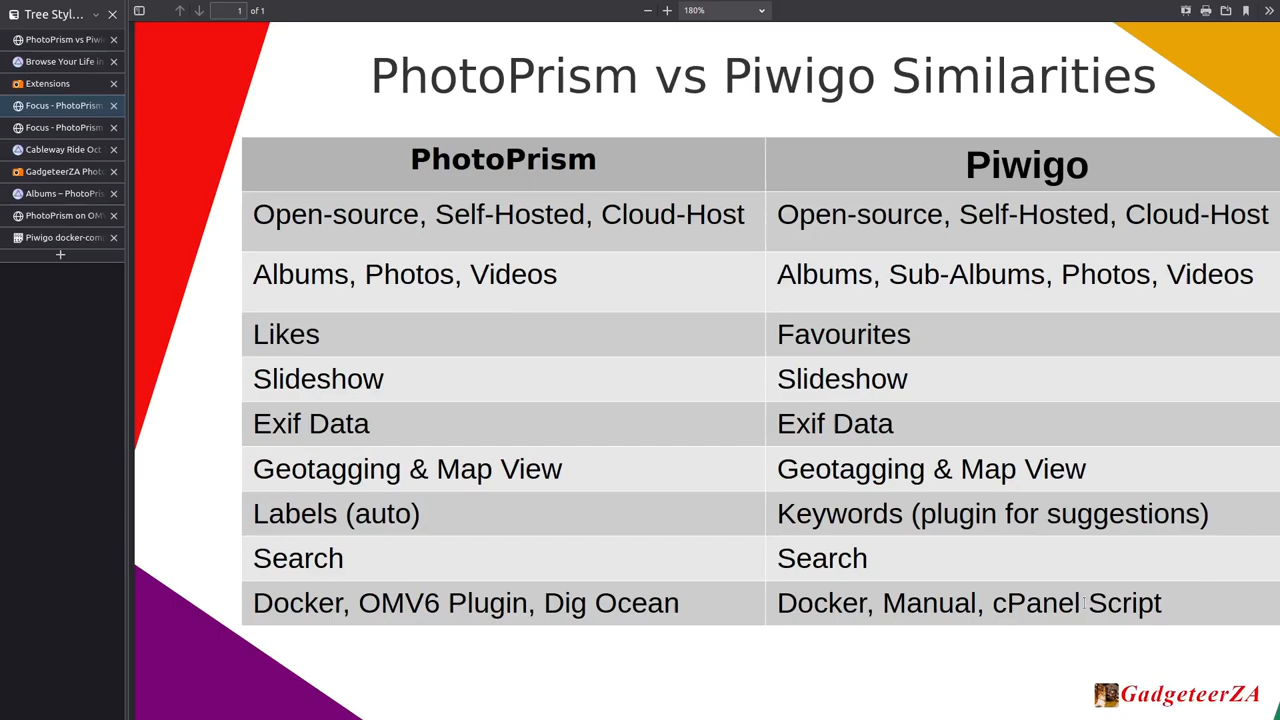 Tree Styl..
1 of 1
180%
PhotoPrism vs Piwi
Browse Your Life in
Extensions
Focus - PhotoPrism
Focus - PhotoPrism
Cableway Ride Oct
GadgeteerZA Phot
Albums – PhotoPris
PhotoPrism on OMV
Piwigo docker-com
PhotoPrism vs Piwigo Similarities
PhotoPrism Piwigo
Open-source, Self-Hosted, Cloud-Host Open-source, Self-Hosted, Cloud-Host
Albums, Photos, Videos Albums, Sub-Albums, Photos, Videos
Likes Favourites
Slideshow Slideshow
Exif Data Exif Data
Geotagging & Map View Geotagging & Map View
Labels (auto) Keywords (plugin for suggestions)
Search Search
Docker, OMV6 Plugin, Dig Ocean Docker, Manual, cPanel Script
GadgeteerZA